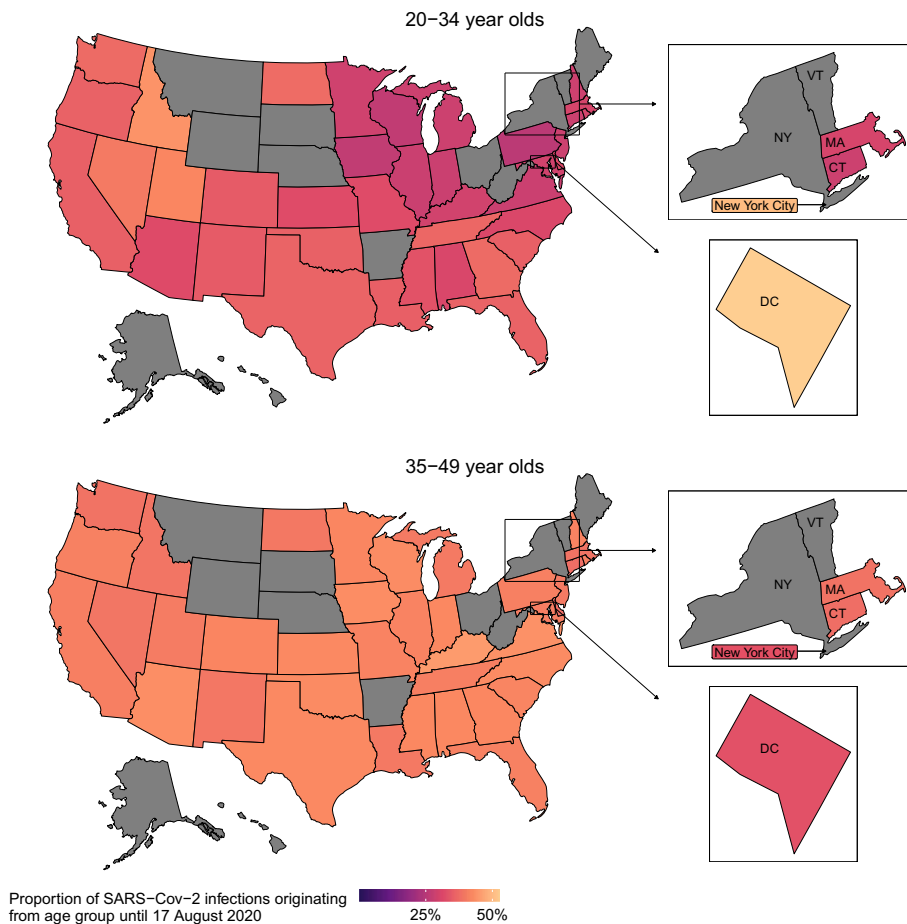 20−34 year olds
VT
NY
MA
CT
New York City
DC
35−49 year olds
VT
NY
MA
CT
New York City
DC
Proportion of SARS−Cov−2 infections originating
from age group until 17 August 2020
25%
50%